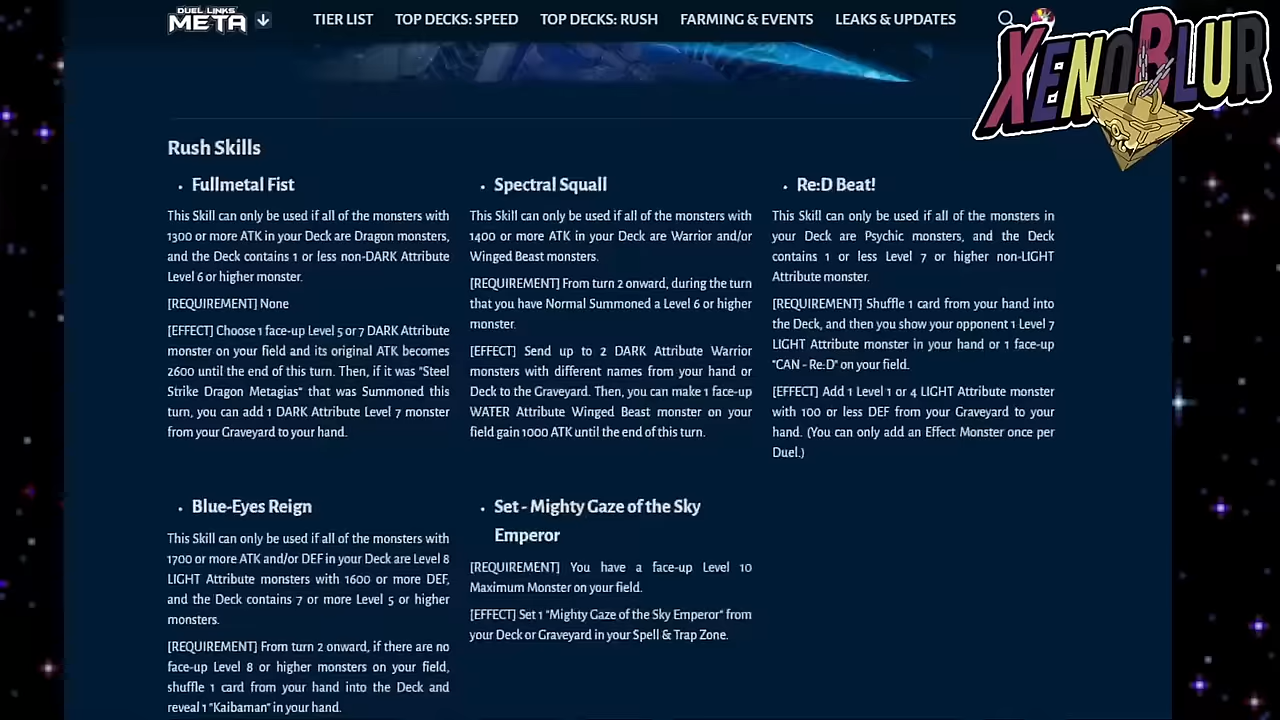 DUEL LINKS
META
TIER LIST
TOP DECKS: SPEED
TOP DECKS: RUSH
FARMING & EVENTS
LEAKS & UPDATES
XENOBLUR
Rush Skills
• Fullmetal Fist
This Skill can only be used if all of the monsters with
1300 or more ATK in your Deck are Dragon monsters,
and the Deck contains 1 or less non-DARK Attribute
Level 6 or higher monster.
[REQUIREMENT] None
[EFFECT] Choose 1 face-up Level 5 or 7 DARK Attribute
monster on your field and its original ATK becomes
2600 until the end of this turn. Then, if it was "Steel
Strike Dragon Metagias" that was Summoned this
turn, you can add 1 DARK Attribute Level 7 monster
from your Graveyard to your hand.
• Spectral Squall
This Skill can only be used if all of the monsters with
1400 or more ATK in your Deck are Warrior and/or
Winged Beast monsters.
[REQUIREMENT] From turn 2 onward, during the turn
that you have Normal Summoned a Level 6 or higher
monster.
[EFFECT] Send up to 2 DARK Attribute Warrior
monsters with different names from your hand or
Deck to the Graveyard. Then, you can make 1 face-up
WATER Attribute Winged Beast monster on your
field gain 1000 ATK until the end of this turn.
• Re:D Beat!
This Skill can only be used if all of the monsters in
your Deck are Psychic monsters, and the Deck
contains 1 or less Level 7 or higher non-LIGHT
Attribute monster.
[REQUIREMENT] Shuffle 1 card from your hand into
the Deck, and then you show your opponent 1 Level 7
LIGHT Attribute monster in your hand or 1 face-up
"CAN - Re:D" on your field.
[EFFECT] Add 1 Level 1 or 4 LIGHT Attribute monster
with 100 or less DEF from your Graveyard to your
hand. (You can only add an Effect Monster once per
Duel.)
• Blue-Eyes Reign
This Skill can only be used if all of the monsters with
1700 or more ATK and/or DEF in your Deck are Level 8
LIGHT Attribute monsters with 1600 or more DEF,
and the Deck contains 7 or more Level 5 or higher
monsters.
[REQUIREMENT] From turn 2 onward, if there are no
face-up Level 8 or higher monsters on your field,
shuffle 1 card from your hand into the Deck and
reveal 1 "Kaibaman" in your hand.
• Set - Mighty Gaze of the Sky
Emperor
[REQUIREMENT] You have a face-up Level 10
Maximum Monster on your field.
[EFFECT] Set 1 "Mighty Gaze of the Sky Emperor" from
your Deck or Graveyard in your Spell & Trap Zone.